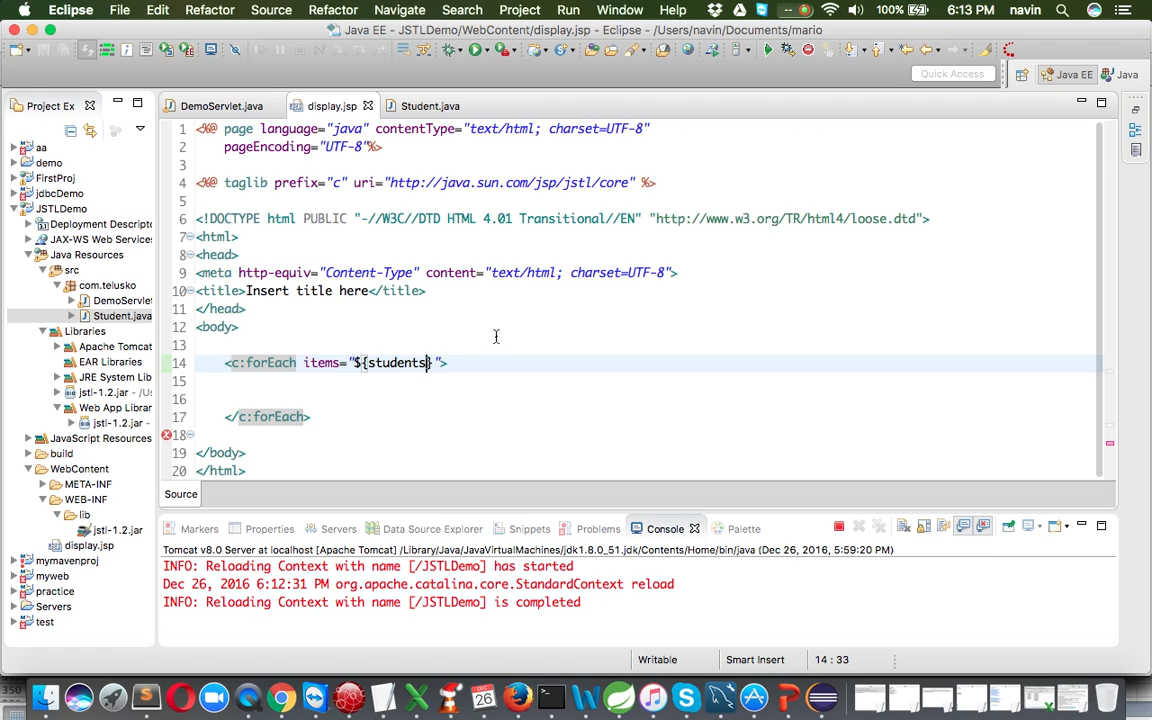 Eclipse File Edit Refactor Source Refactor Navigate Search Project Run Window Help 100% 6:13 PM navin
Java EE - JSTLDemo/WebContent/display.jsp - Eclipse - /Users/navin/Documents/mario
Quick Access Java EE Java
Project Ex
aa
demo
FirstProj
jdbcDemo
JSTLDemo
Deployment Descript
JAX-WS Web Service
Java Resources
src
com.telusko
DemoServlet
Student.java
Libraries
Apache Tomcat
EAR Libraries
JRE System Lib
jstl-1.2.jar -
Web App Librar
jstl-1.2.jar
JavaScript Resources
build
WebContent
META-INF
WEB-INF
lib
jstl-1.2.jar
display.jsp
mymavenproj
myweb
practice
Servers
test
DemoServlet.java display.jsp Student.java
1 <%@ page language="java" contentType="text/html; charset=UTF-8"
2 pageEncoding="UTF-8"%>
3
4 <%@ taglib prefix="c" uri="http://java.sun.com/jsp/jstl/core" %>
5
6 <!DOCTYPE html PUBLIC "-//W3C//DTD HTML 4.01 Transitional//EN" "http://www.w3.org/TR/html4/loose.dtd">
7 <html>
8 <head>
9 <meta http-equiv="Content-Type" content="text/html; charset=UTF-8">
10 <title>Insert title here</title>
11 </head>
12 <body>
13
14 <c:forEach items="${students}">
15
16
17 </c:forEach>
18
19 </body>
20 </html>
Source
Markers Properties Servers Data Source Explorer Snippets Problems Console Palette
Tomcat v8.0 Server at localhost [Apache Tomcat] /Library/Java/JavaVirtualMachines/jdk1.8.0_51.jdk/Contents/Home/bin/java (Dec 26, 2016, 5:59:20 PM)
INFO: Reloading Context with name [/JSTLDemo] has started
Dec 26, 2016 6:12:31 PM org.apache.catalina.core.StandardContext reload
INFO: Reloading Context with name [/JSTLDemo] is completed
Writable Smart Insert 14 : 33